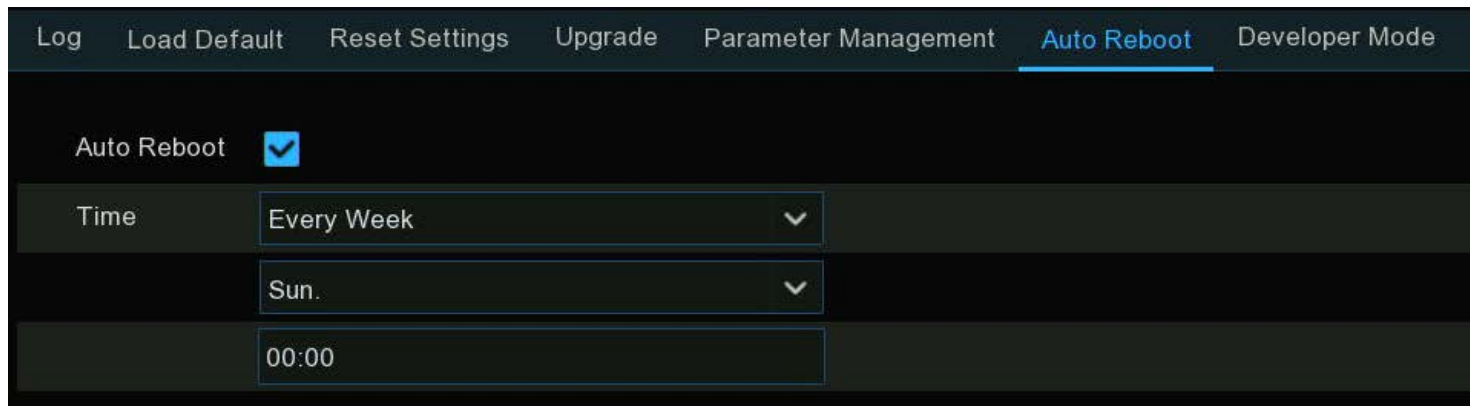 Log Load Default Reset Settings Upgrade Parameter Management Auto Reboot Developer Mode
Auto Reboot
Time Every Week
Sun.
00:00